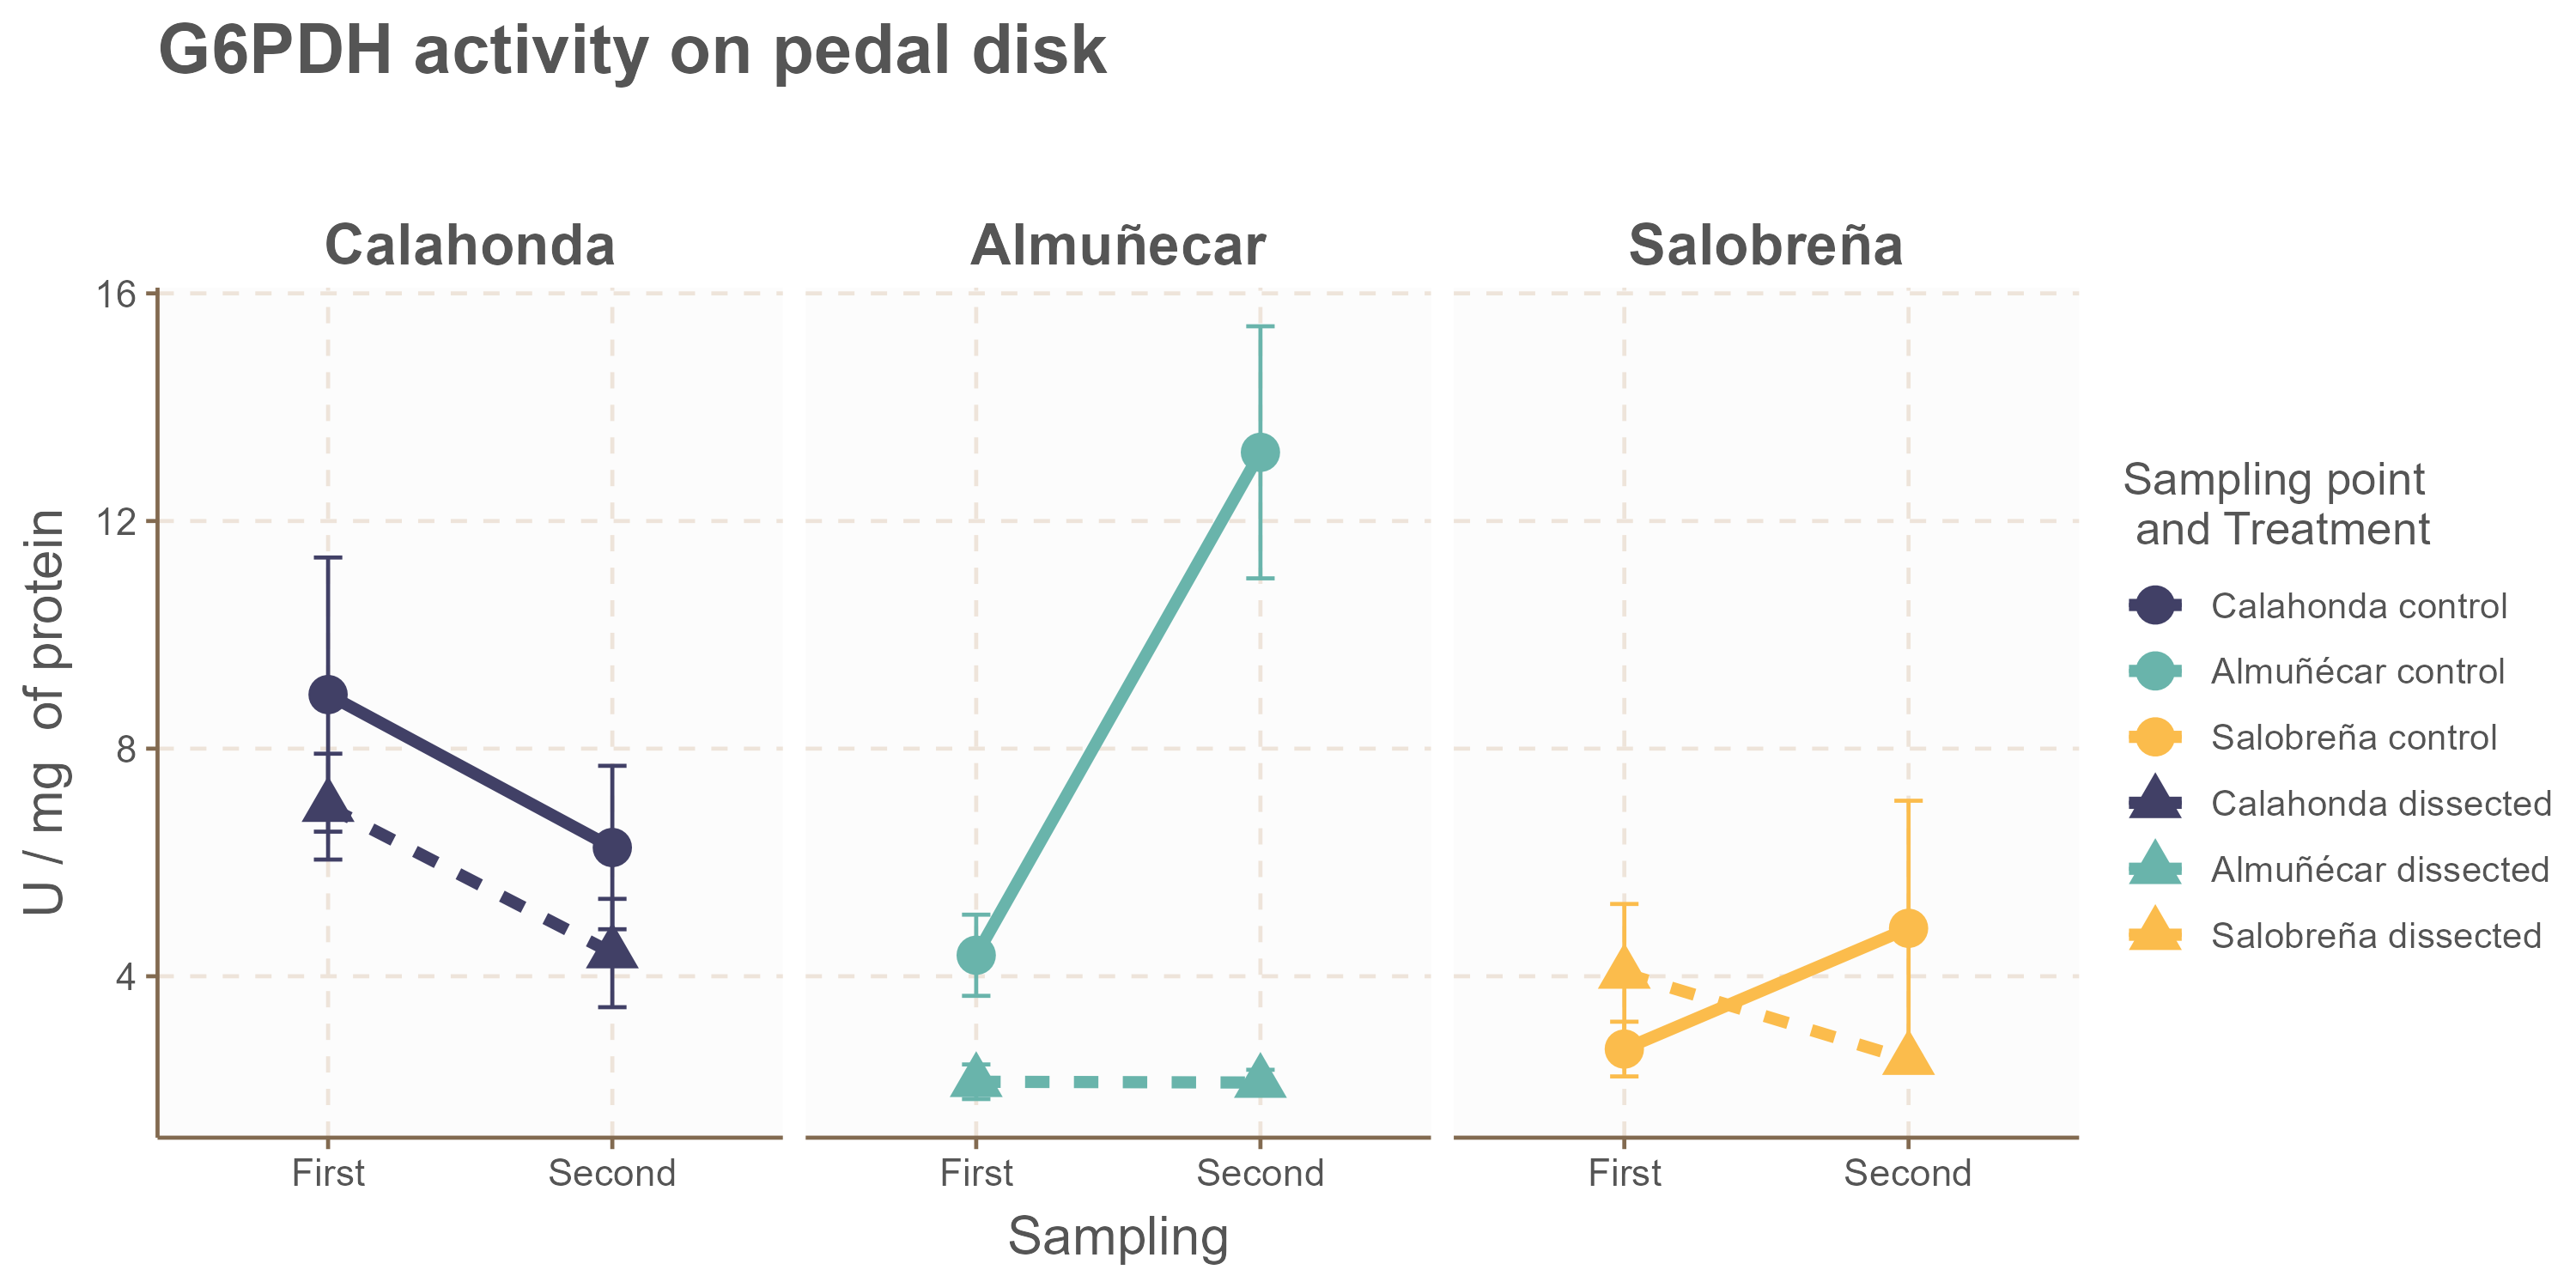 G6PDH activity on pedal disk
Calahonda
Almuñecar
Salobreña
16
12
8
4
U / mg  of protein
First
Second
First
Second
First
Second
Sampling
Sampling point
and Treatment
Calahonda control
Almuñécar control
Salobreña control
Calahonda dissected
Almuñécar dissected
Salobreña dissected